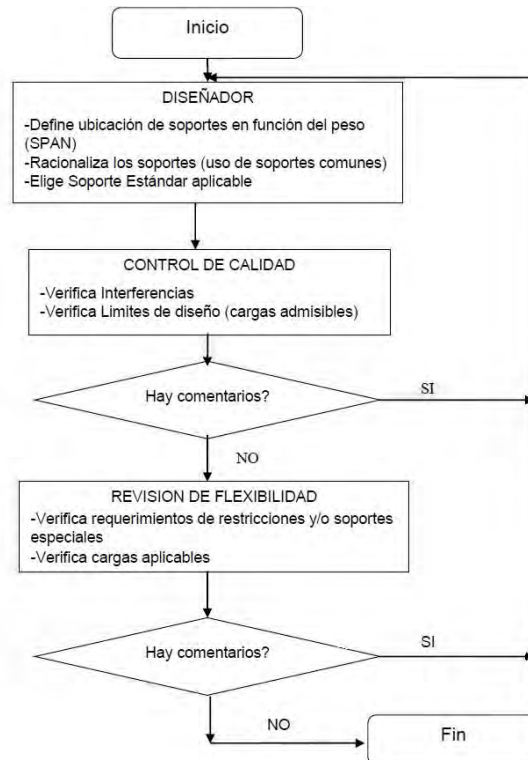 Inicio
DISEÑADOR
-Define ubicación de soportes en función del peso
(SPAN)
-Racionaliza los soportes (uso de soportes comunes)
-Elige Soporte Estándar aplicable
CONTROL DE CALIDAD
-Verifica Interferencias
-Verifica Limites de diseño (cargas admisibles)
Hay comentarios?
SI
NO
REVISION DE FLEXIBILIDAD
-Verifica requerimientos de restricciones y/o soportes
especiales
-Verifica cargas aplicables
Hay comentarios?
SI
NO
Fin